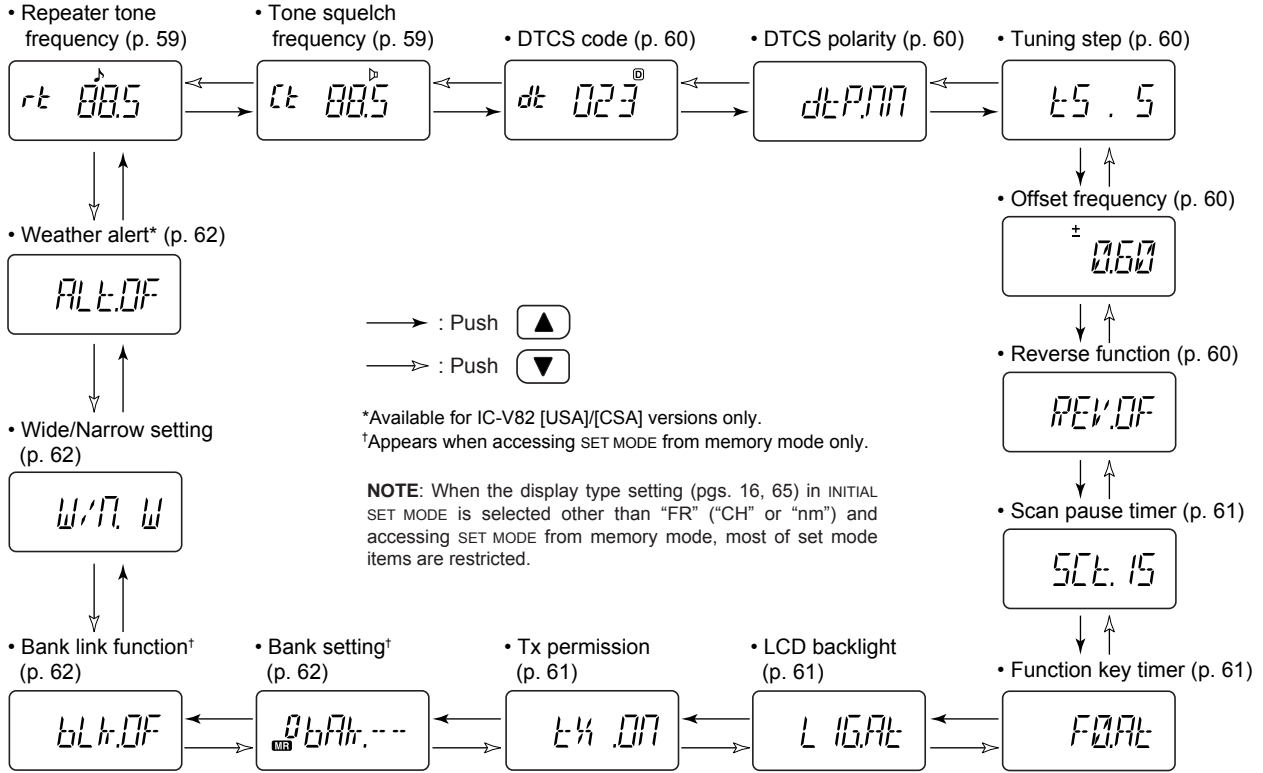 • Repeater tone
frequency (p. 59)
• Tone squelch
frequency (p. 59)
• DTCS code (p. 60)
• DTCS polarity (p. 60)
• Tuning step (p. 60)
rt 88.5
Ct 88.5
dt 023 D
dtP.NN
tS . 5
• Offset frequency (p. 60)
± 0.60
• Weather alert* (p. 62)
ALt.OF
: Push ▲
: Push ▼
• Reverse function (p. 60)
REV.OF
*Available for IC-V82 [USA]/[CSA] versions only.
†Appears when accessing SET MODE from memory mode only.
• Wide/Narrow setting
(p. 62)
W/N. W
NOTE: When the display type setting (pgs. 16, 65) in INITIAL
SET MODE is selected other than “FR” (“CH” or “nm”) and
accessing SET MODE from memory mode, most of set mode
items are restricted.
• Scan pause timer (p. 61)
SCt. 15
• Bank link function†
(p. 62)
• Bank setting†
(p. 62)
• Tx permission
(p. 61)
• LCD backlight
(p. 61)
• Function key timer (p. 61)
bLk.OF
MR 0 bAk.--
tX .ON
LIG.At
F0.At